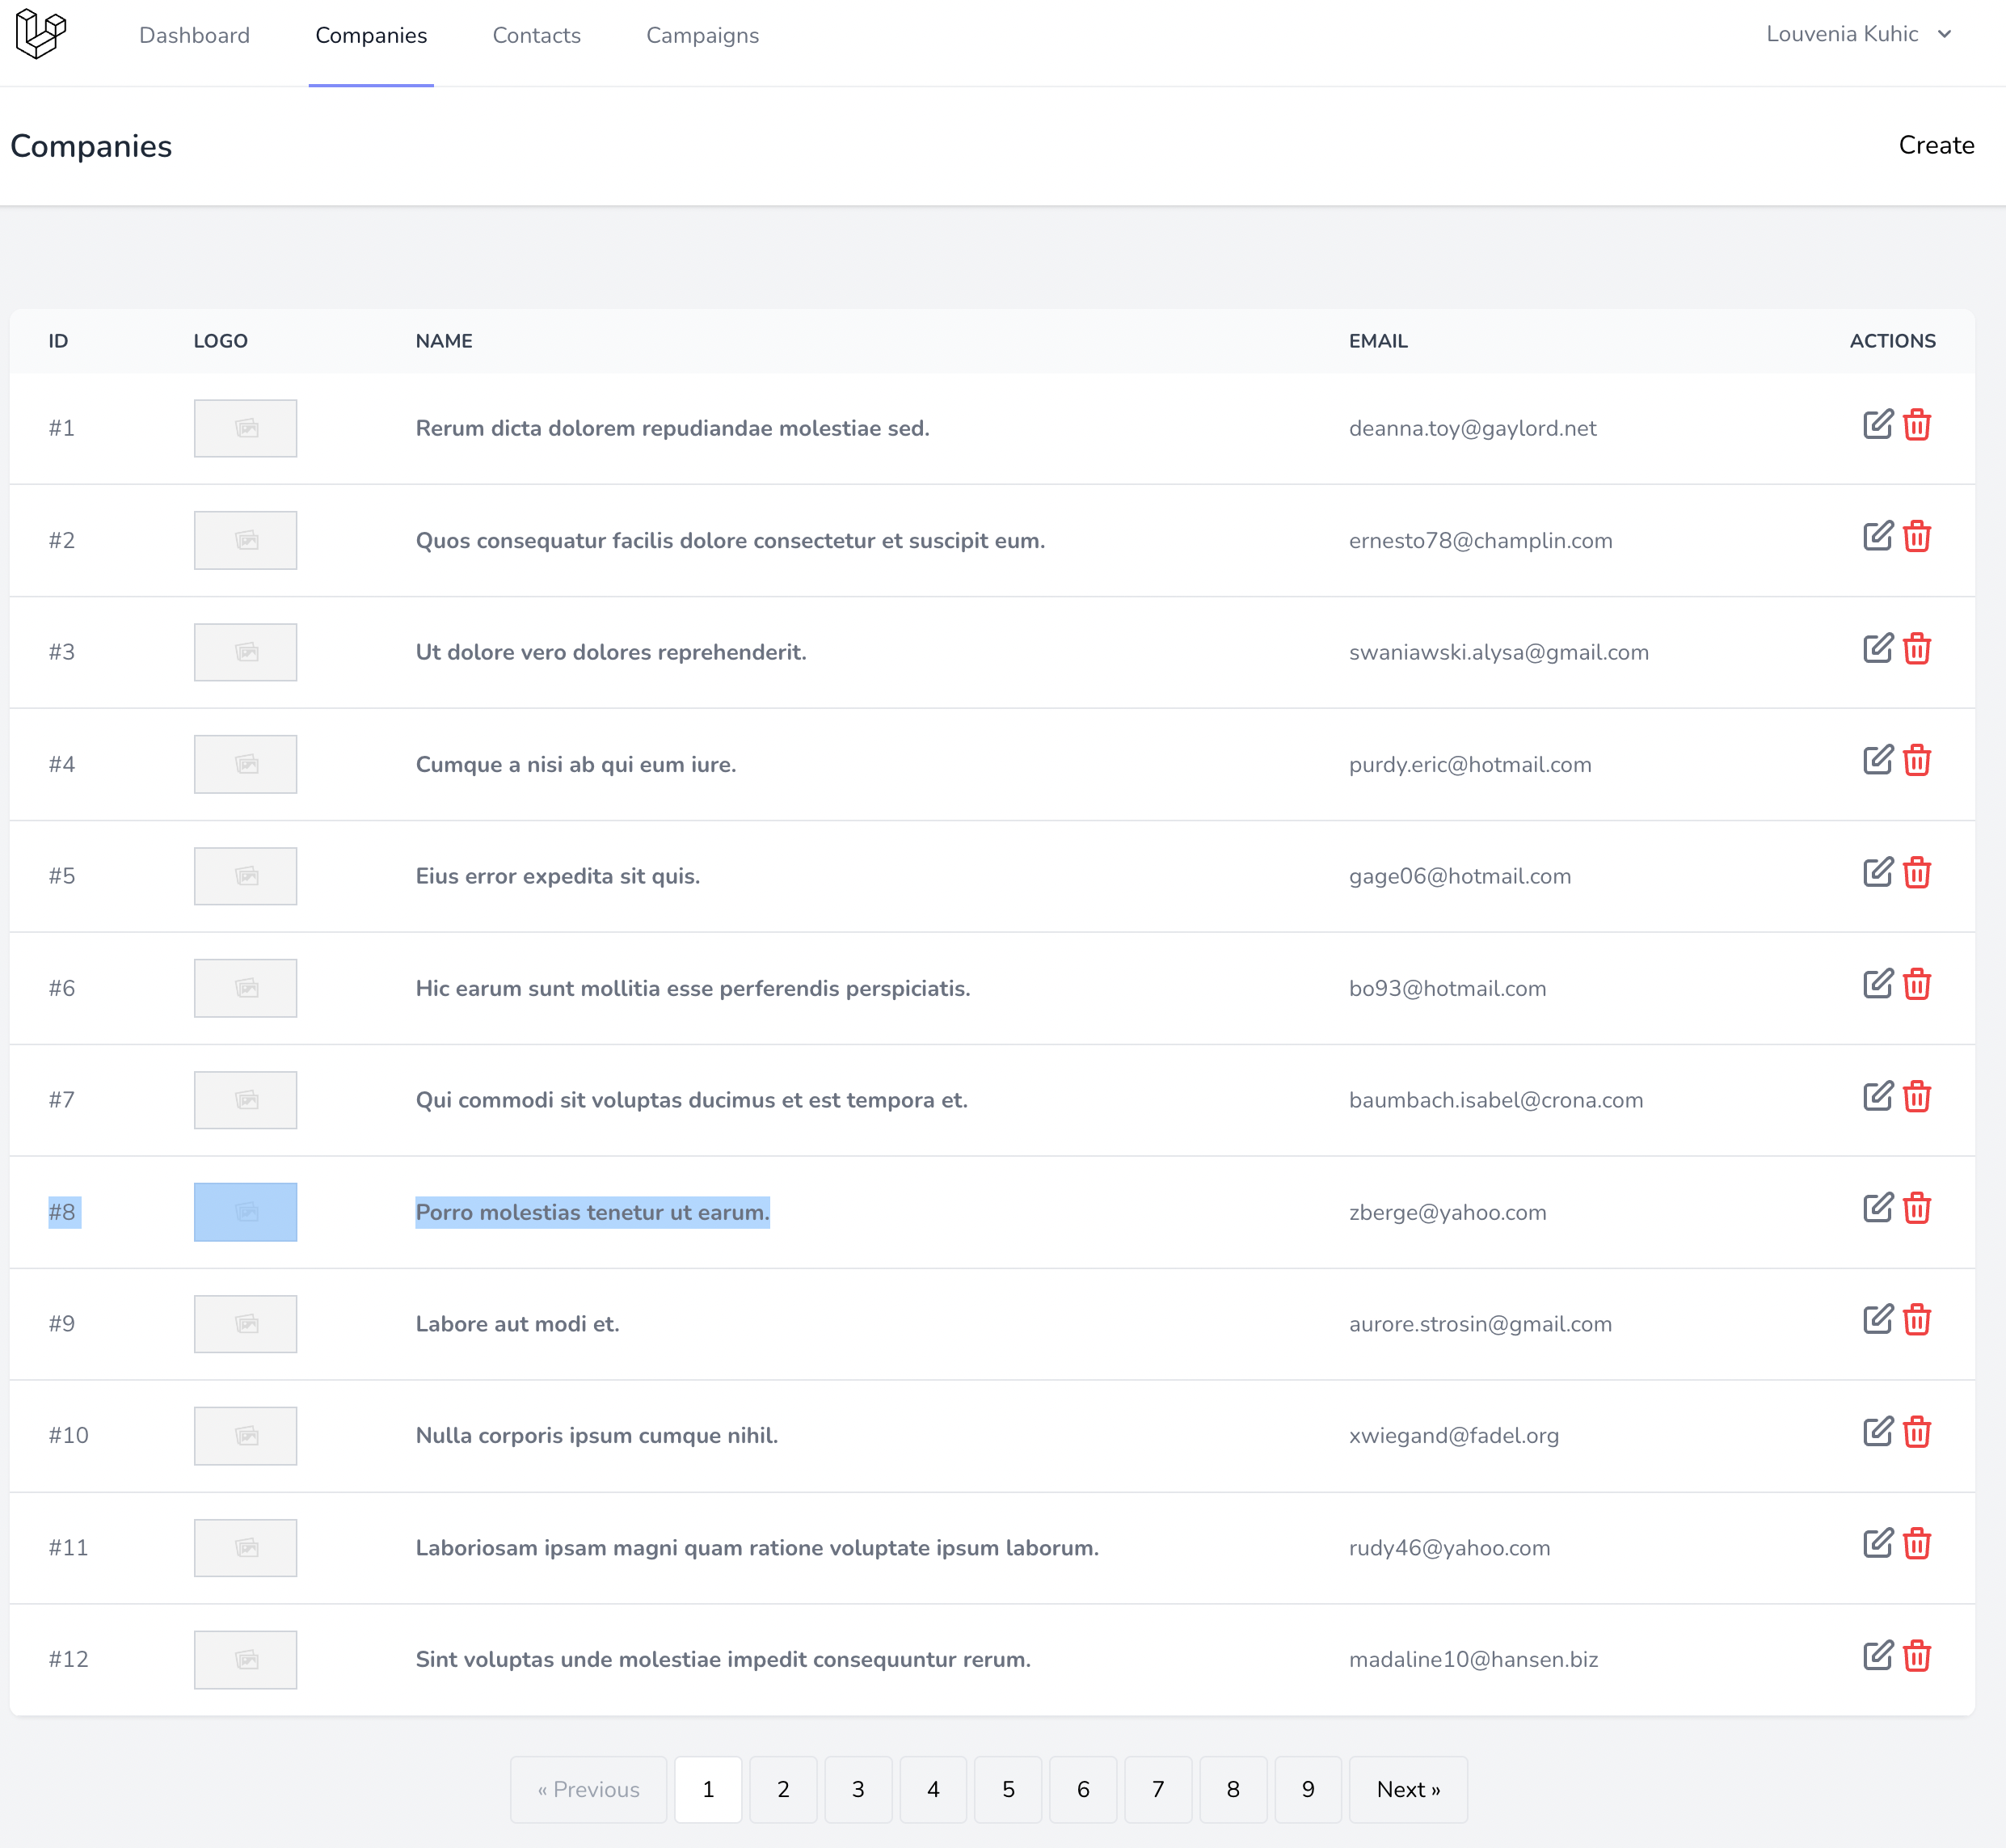 Dashboard Companies Contacts Campaigns Louvenia Kuhic
Companies Create
ID LOGO NAME EMAIL ACTIONS
#1 Rerum dicta dolorem repudiandae molestiae sed. deanna.toy@gaylord.net
#2 Quos consequatur facilis dolore consectetur et suscipit eum. ernesto78@champlin.com
#3 Ut dolore vero dolores reprehenderit. swaniawski.alysa@gmail.com
#4 Cumque a nisi ab qui eum iure. purdy.eric@hotmail.com
#5 Eius error expedita sit quis. gage06@hotmail.com
#6 Hic earum sunt mollitia esse perferendis perspiciatis. bo93@hotmail.com
#7 Qui commodi sit voluptas ducimus et est tempora et. baumbach.isabel@crona.com
#8 Porro molestias tenetur ut earum. zberge@yahoo.com
#9 Labore aut modi et. aurore.strosin@gmail.com
#10 Nulla corporis ipsum cumque nihil. xwiegand@fadel.org
#11 Laboriosam ipsam magni quam ratione voluptate ipsum laborum. rudy46@yahoo.com
#12 Sint voluptas unde molestiae impedit consequuntur rerum. madaline10@hansen.biz
« Previous 1 2 3 4 5 6 7 8 9 Next »